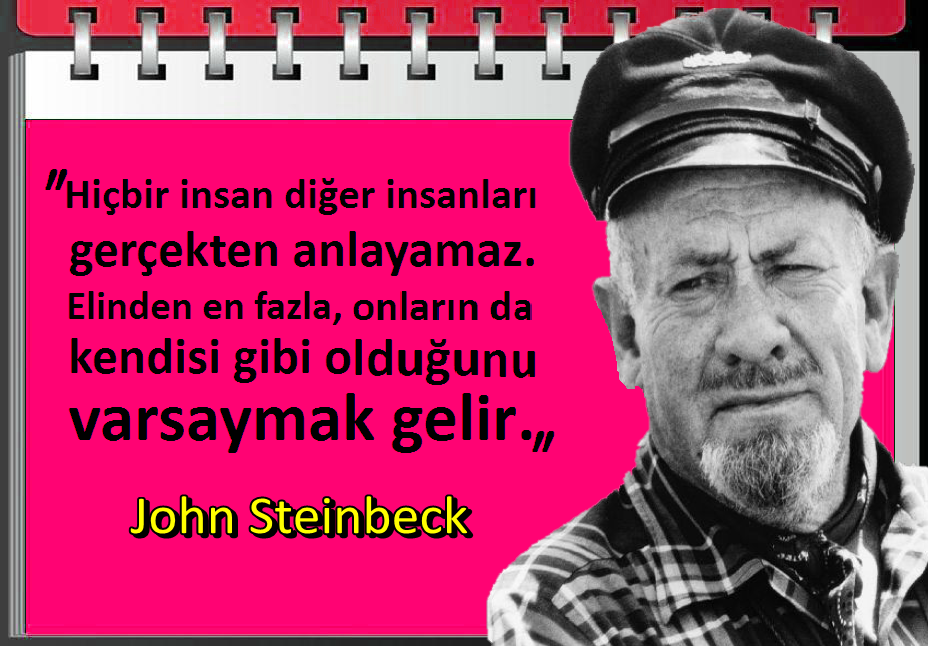 "Hiçbir insan diğer insanları
gerçekten anlayamaz.
Elinden en fazla, onların da
kendisi gibi olduğunu
varsaymak gelir.„
John Steinbeck